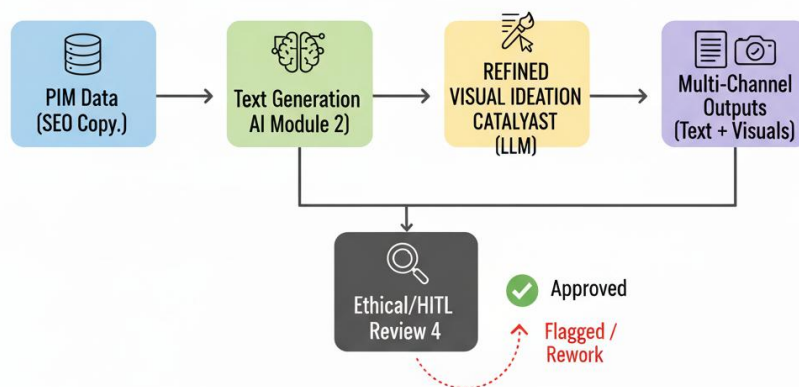 PIM Data
(SEO Copy.)
Text Generation
AI Module 2)
REFINED
VISUAL IDEATION
CATALYAST
(LLM)
Multi-Channel
Outputs
(Text + Visuals)
Ethical/HITL
Review 4
Approved
Flagged /
Rework